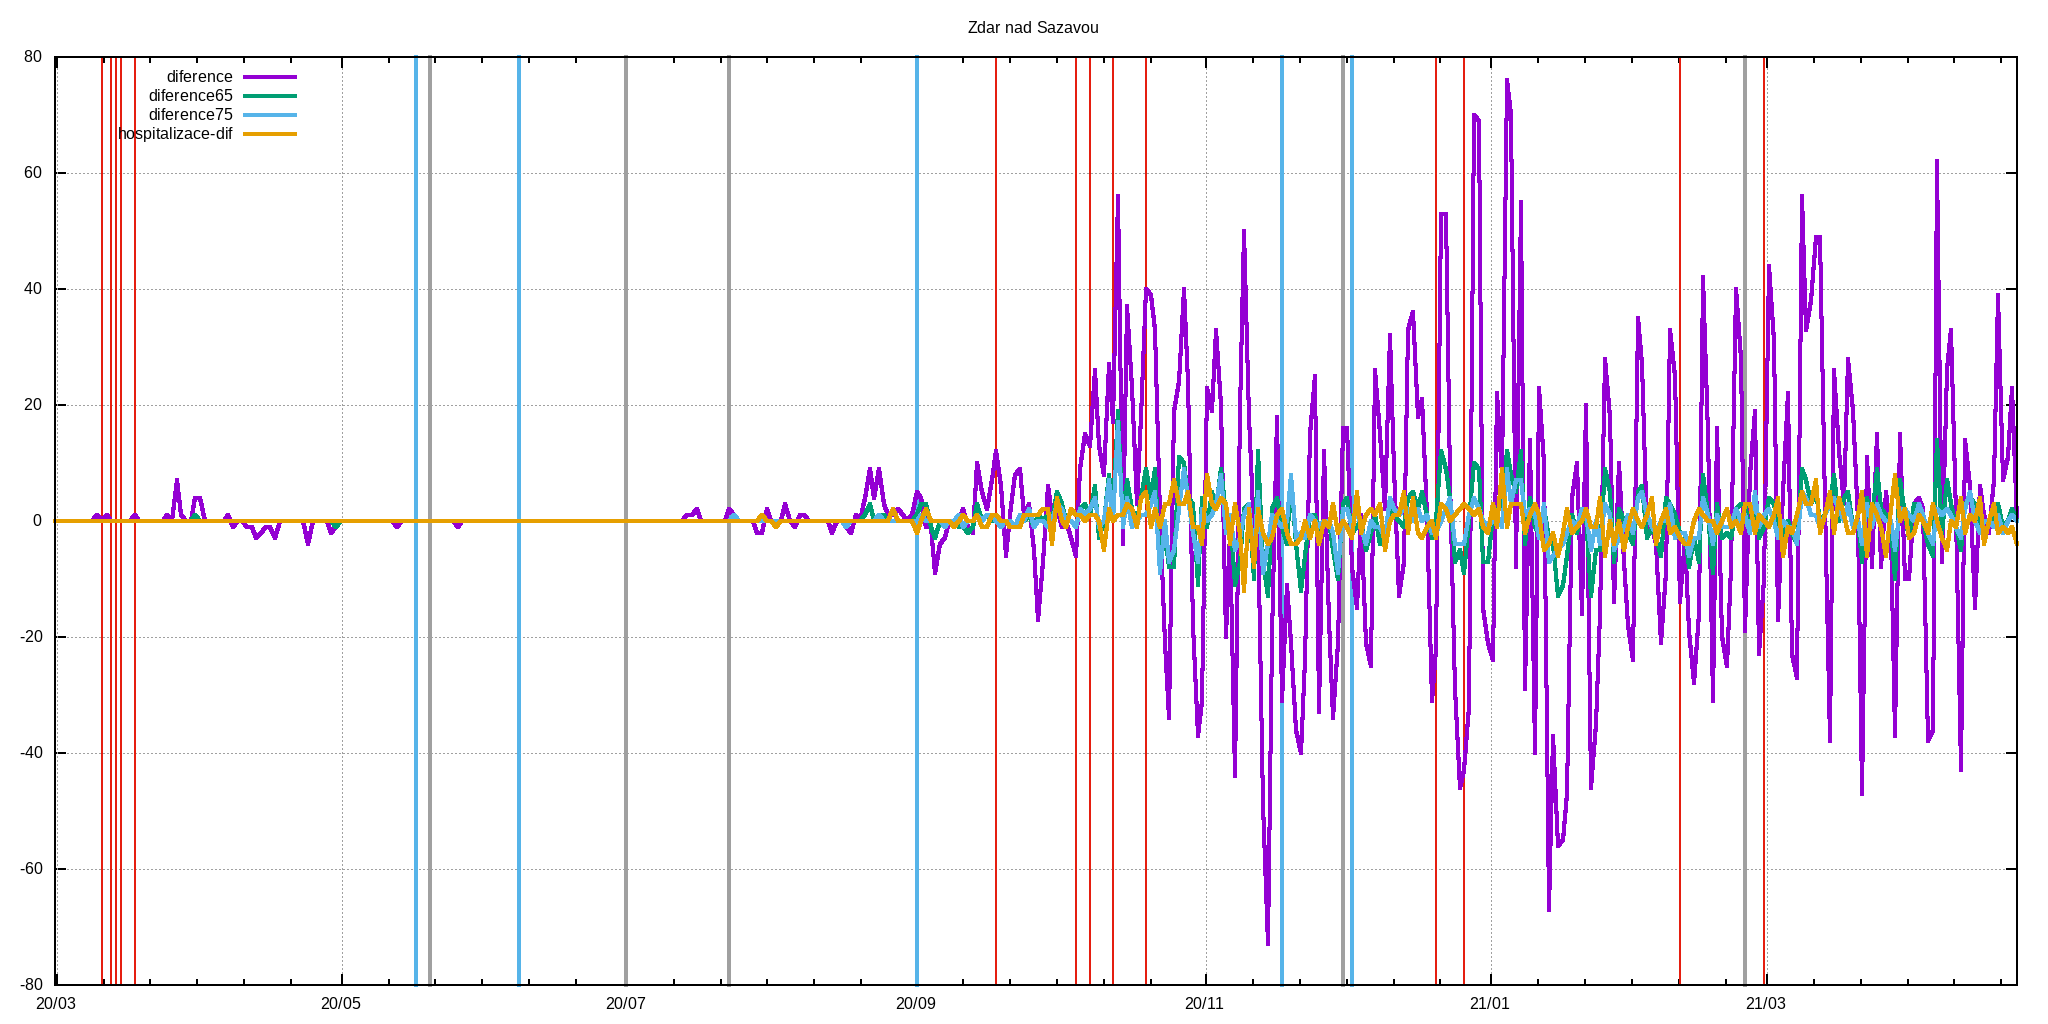 Zdar nad Sazavou
80
diference
diference65
diference75
hospitalizace-dif
60
40
20
0
-20
-40
-60
-80
20/03 20/05 20/07 20/09 20/11 21/01 21/03